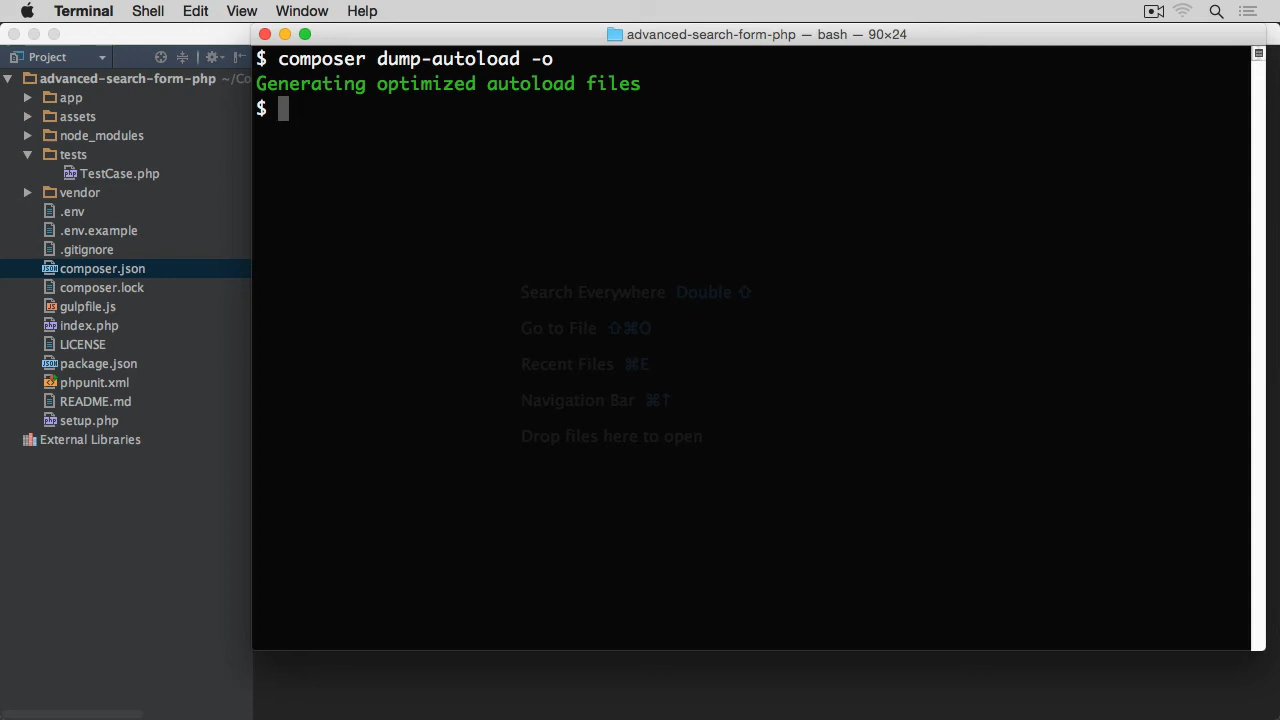 Terminal Shell Edit View Window Help
advanced-search-form-php — bash — 90×24
Project
$ composer dump-autoload -o
Generating optimized autoload files
$
advanced-search-form-php ~/Co
app
assets
node_modules
tests
TestCase.php
vendor
.env
.env.example
.gitignore
composer.json
composer.lock
gulpfile.js
index.php
LICENSE
package.json
phpunit.xml
README.md
setup.php
External Libraries
Search Everywhere Double ⇧
Go to File ⇧⌘O
Recent Files ⌘E
Navigation Bar ⌘↑
Drop files here to open